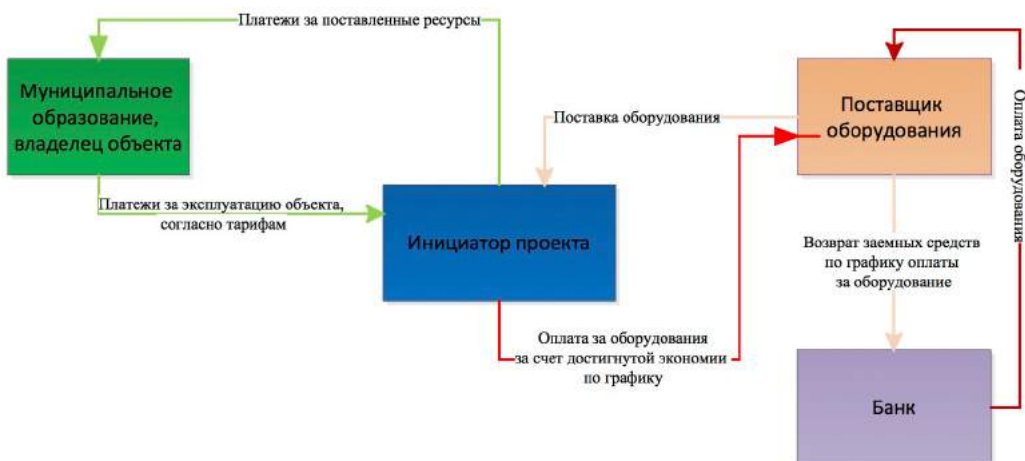 Платежи за поставленные ресурсы
Муниципальное
образование,
владелец объекта
Поставщик
оборудования
Оплата оборудования
Поставка оборудования
Платежи за эксплуатацию объекта,
согласно тарифам
Инициатор проекта
Возврат заемных средств
по графику оплаты
за оборудование
Оплата за оборудования
за счет достигнутой экономии
по графику
Банк